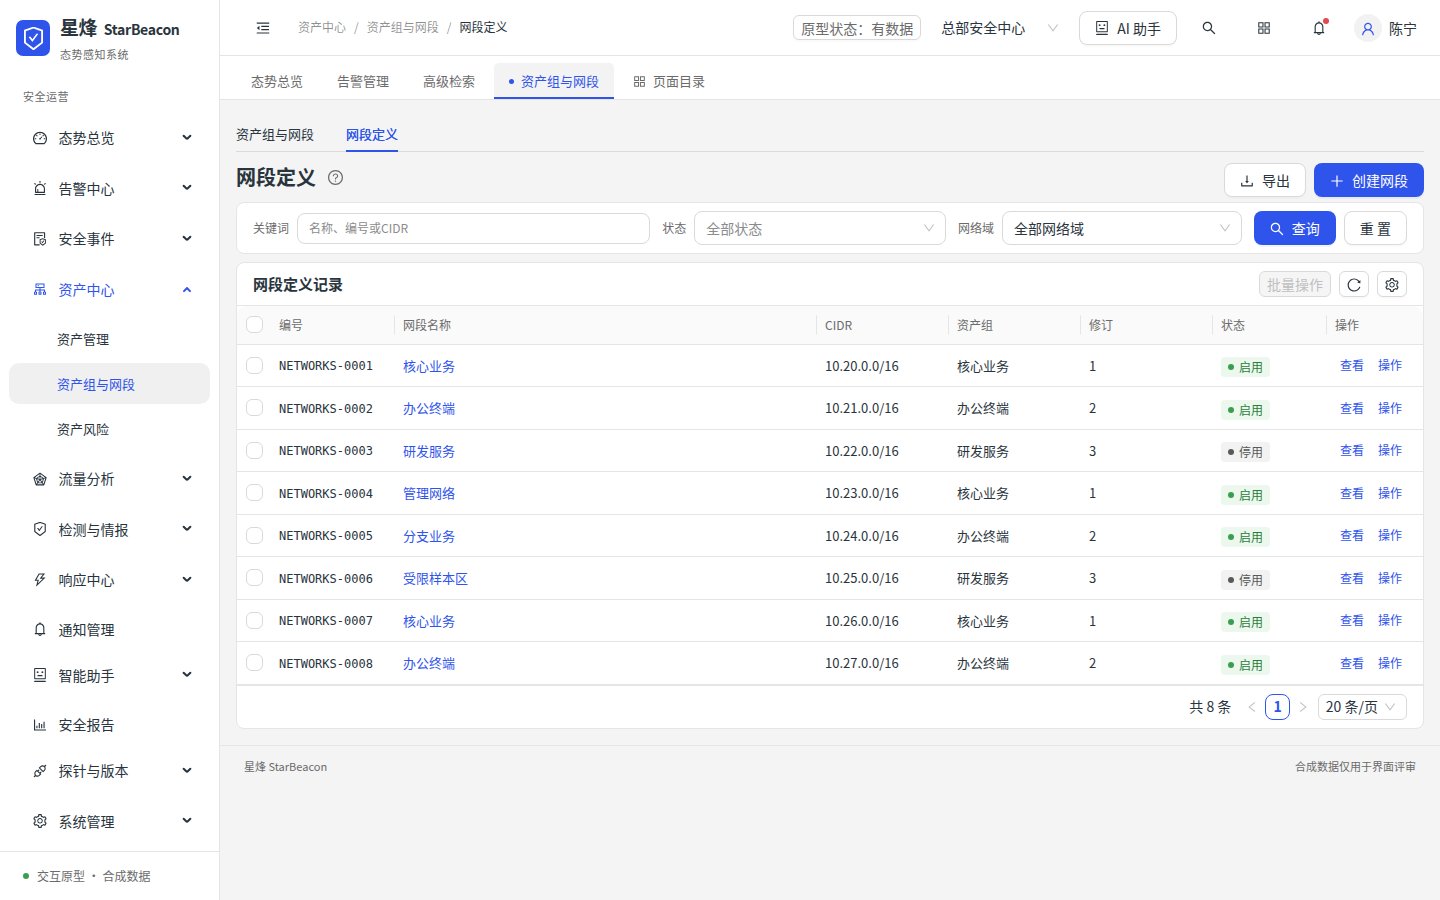 星烽 StarBeacon
态势感知系统
安全运营
态势总览
告警中心
安全事件
资产中心
资产管理
资产组与网段
资产风险
流量分析
检测与情报
响应中心
通知管理
智能助手
安全报告
探针与版本
系统管理
交互原型 · 合成数据
资产中心 / 资产组与网段 / 网段定义
原型状态：有数据
总部安全中心
AI 助手
陈宁
态势总览
告警管理
高级检索
资产组与网段
页面目录
资产组与网段
网段定义
网段定义
导出
创建网段
关键词
名称、编号或CIDR
状态
全部状态
网络域
全部网络域
查询
重 置
网段定义记录
批量操作
编号 网段名称 CIDR 资产组 修订 状态 操作
NETWORKS-0001 核心业务 10.20.0.0/16 核心业务 1 启用 查看 操作
NETWORKS-0002 办公终端 10.21.0.0/16 办公终端 2 启用 查看 操作
NETWORKS-0003 研发服务 10.22.0.0/16 研发服务 3 停用 查看 操作
NETWORKS-0004 管理网络 10.23.0.0/16 核心业务 1 启用 查看 操作
NETWORKS-0005 分支业务 10.24.0.0/16 办公终端 2 启用 查看 操作
NETWORKS-0006 受限样本区 10.25.0.0/16 研发服务 3 停用 查看 操作
NETWORKS-0007 核心业务 10.26.0.0/16 核心业务 1 启用 查看 操作
NETWORKS-0008 办公终端 10.27.0.0/16 办公终端 2 启用 查看 操作
共 8 条 1 20 条/页
星烽 StarBeacon
合成数据仅用于界面评审